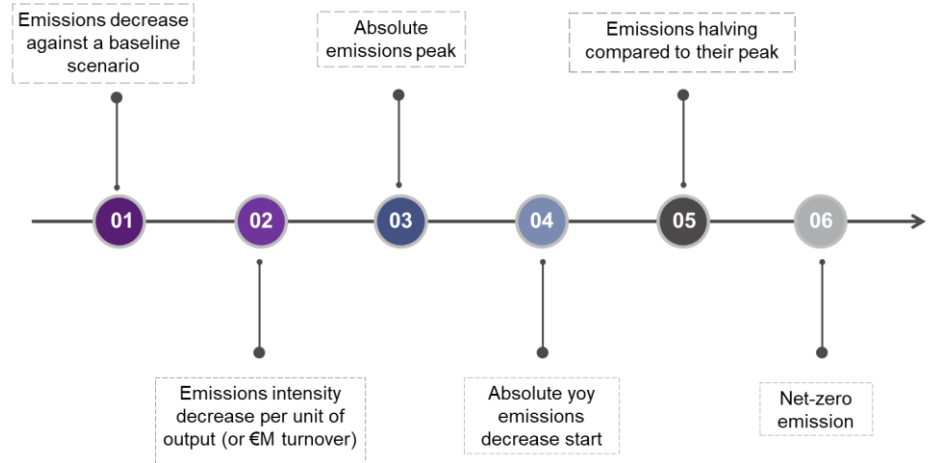 Emissions decrease
against a baseline
scenario
Absolute
emissions peak
Emissions halving
compared to their peak
01
02
03
04
05
06
Emissions intensity
decrease per unit of
output (or €M turnover)
Absolute yoy
emissions
decrease start
Net-zero
emission